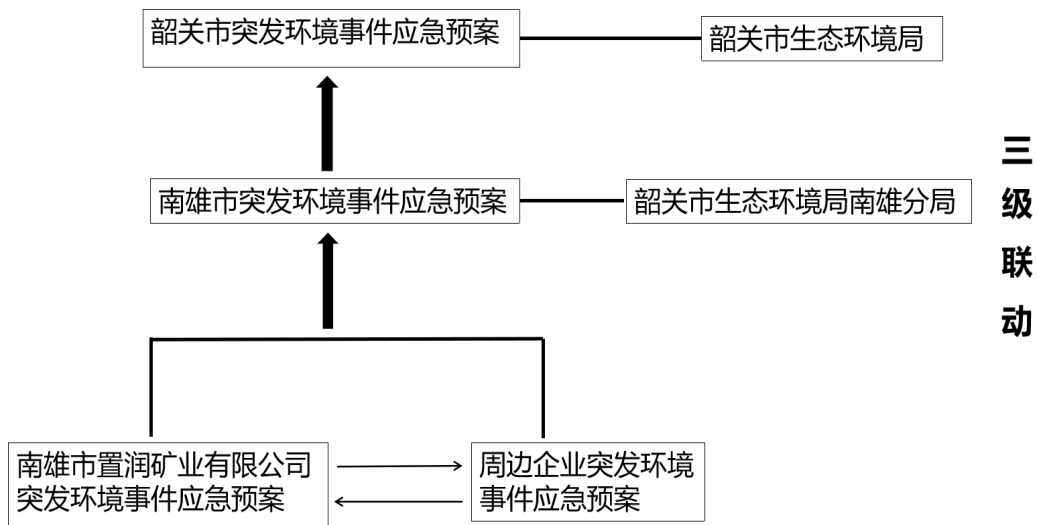 韶关市突发环境事件应急预案
韶关市生态环境局
南雄市突发环境事件应急预案
韶关市生态环境局南雄分局
三
级
联
动
南雄市置润矿业有限公司
突发环境事件应急预案
周边企业突发环境
事件应急预案